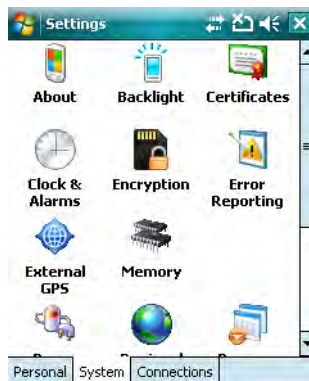 Settings
About Backlight Certificates
Clock & Encryption Error
Alarms Reporting
External Memory
GPS
Personal System Connections